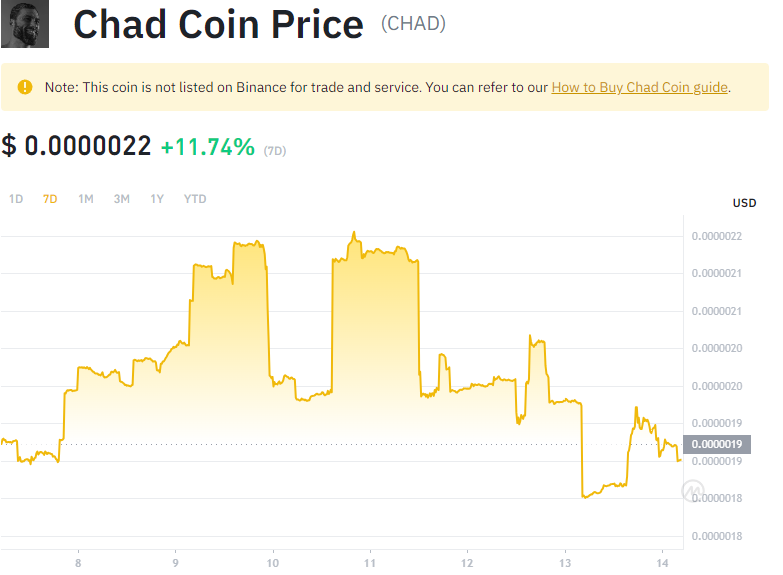 Chad Coin Price (CHAD)
Note: This coin is not listed on Binance for trade and service. You can refer to our How to Buy Chad Coin guide.
$ 0.0000022 +11.74% (7D)
1D 7D 1M 3M 1Y YTD
USD
0.0000022
0.0000021
0.0000021
0.0000020
0.0000020
0.0000019
0.0000019
0.0000019
0.0000018
0.0000018
8 9 10 11 12 13 14